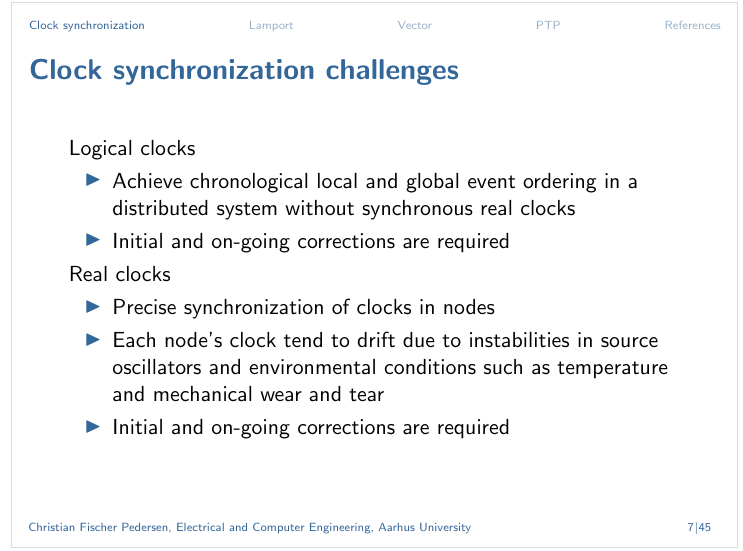 Clock synchronization Lamport Vector PTP References
Clock synchronization challenges
Logical clocks
Achieve chronological local and global event ordering in a
distributed system without synchronous real clocks
Initial and on-going corrections are required
Real clocks
Precise synchronization of clocks in nodes
Each node's clock tend to drift due to instabilities in source
oscillators and environmental conditions such as temperature
and mechanical wear and tear
Initial and on-going corrections are required
Christian Fischer Pedersen, Electrical and Computer Engineering, Aarhus University 7|45